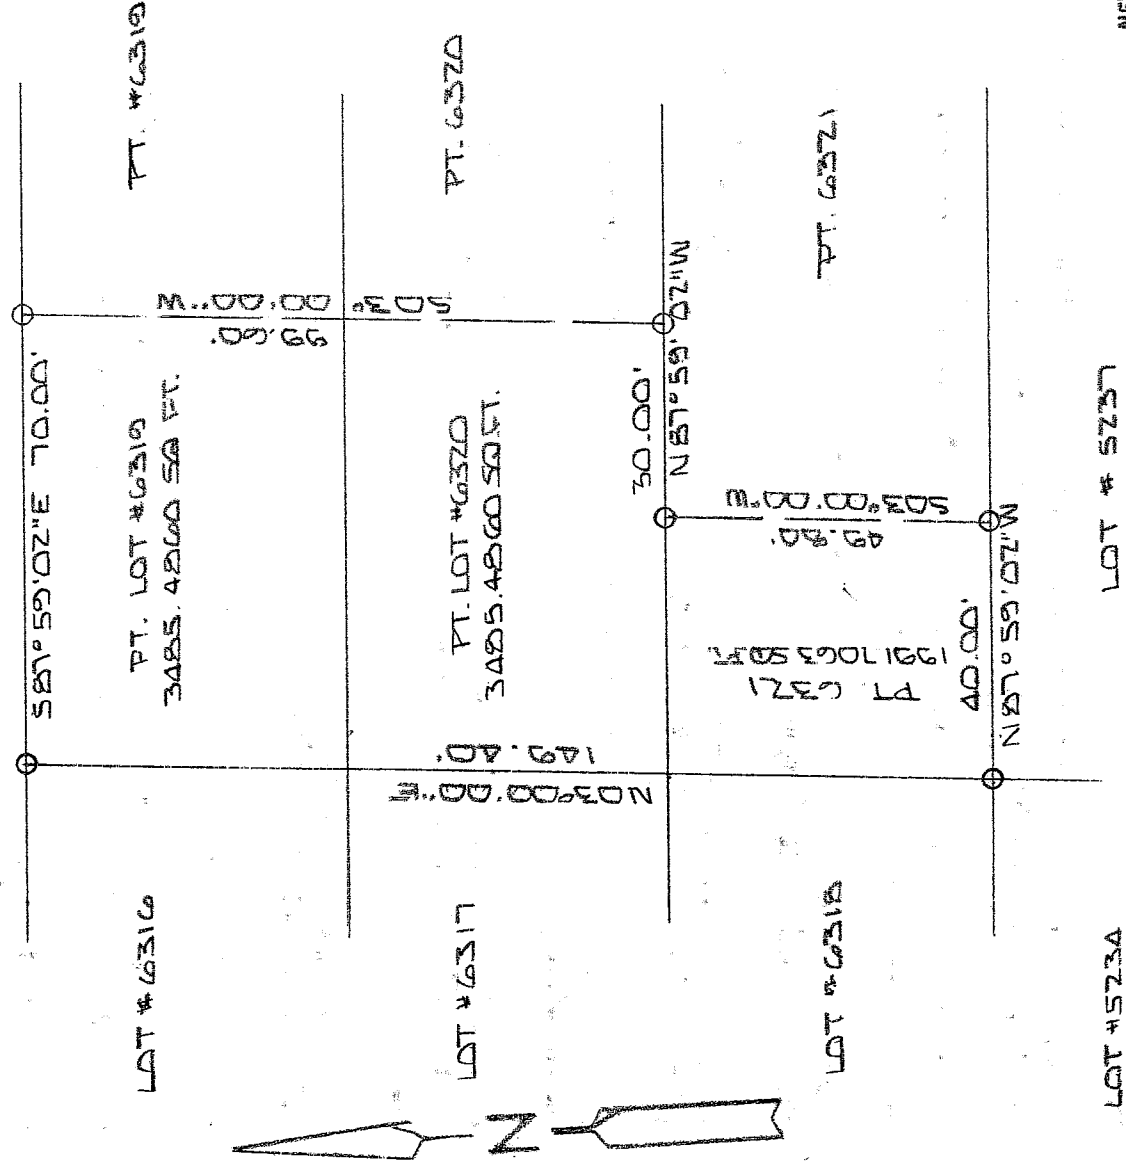 PT. #6319
PT. 6320
PT. 6321
S87°59'02"E 70.00'
S03°00'00"W
99.60'
PT. LOT #6319
3485.4860 SQ FT.
PT. LOT #6320
3485.4860 SQ.FT.
30.00'
N87°59'02"W
S03°00'00"W
49.80'
PT 6321
1991.7063 SQ.FT.
40.00'
N87°59'02"W
LOT # 5237
149.40'
N03°00'00"E
LOT #6316
LOT #6317
LOT #6318
LOT #5234
N